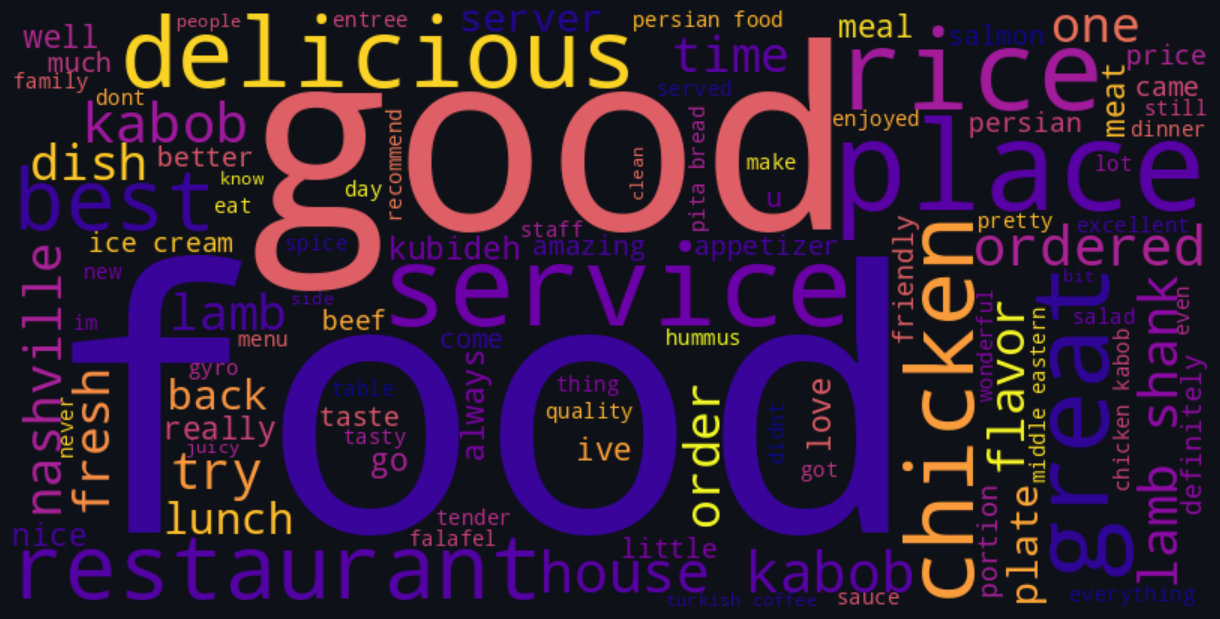 people
entree
server
persian food
meal
salmon
one
well
much
family
delicious
time
rice
price
dont
served
meat
came
still
kabob
good
recommend
enjoyed
persian
dinner
dish
better
clean
pita bread
make
place
lot
best
know
eat
day
u
ice cream
spice
staff
kubideh
amazing
appetizer
friendly
pretty
excellent
ordered
nashville
new
service
chicken
bit
lamb
side
im
menu
beef
come
hummus
food
wonderful
flavor
middle eastern
great
salad
lamb shank
even
gyro
fresh
never
back
table
always
thing
order
love
chicken kabob
definitely
really
taste
tasty
quality
didnt
juicy
go
ive
got
try
lunch
tender
falafel
portion
plate
nice
restaurant
little
house kabob
turkish coffee
sauce
everything